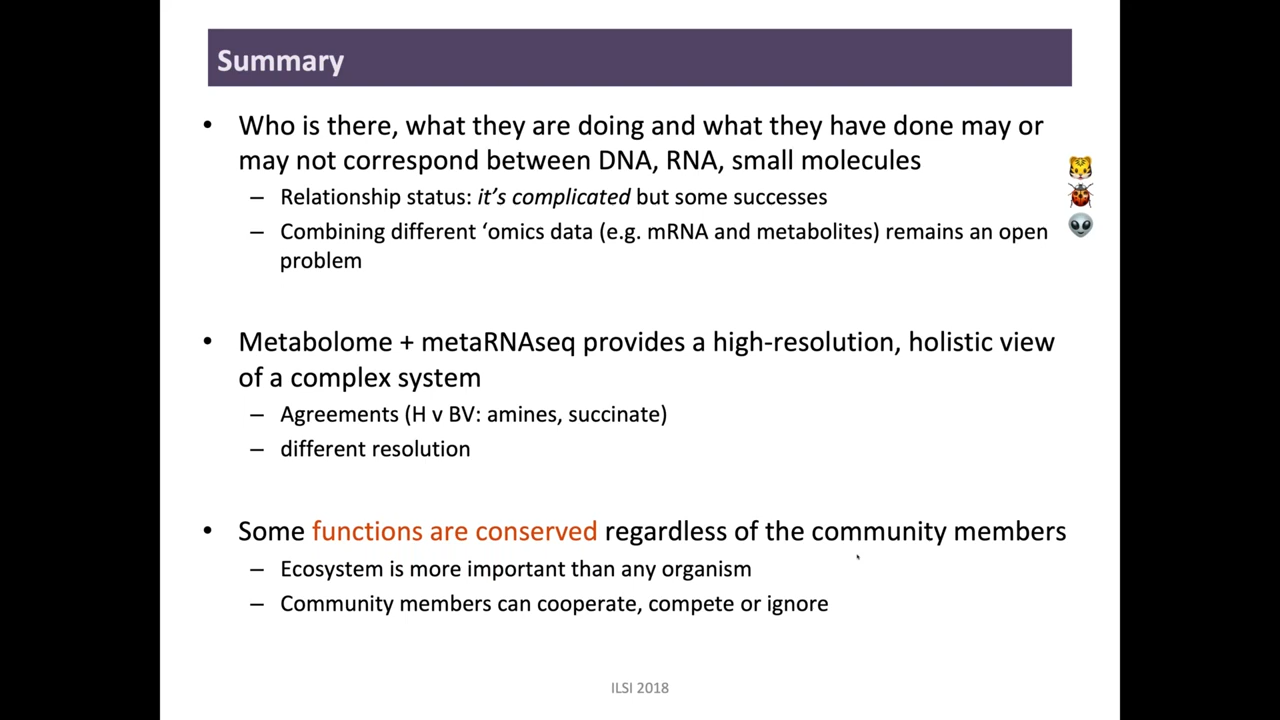 Summary
• Who is there, what they are doing and what they have done may or
may not correspond between DNA, RNA, small molecules
– Relationship status: it’s complicated but some successes
– Combining different ‘omics data (e.g. mRNA and metabolites) remains an open
problem
• Metabolome + metaRNAseq provides a high-resolution, holistic view
of a complex system
– Agreements (H v BV: amines, succinate)
– different resolution
• Some functions are conserved regardless of the community members
– Ecosystem is more important than any organism
– Community members can cooperate, compete or ignore
ILSI 2018